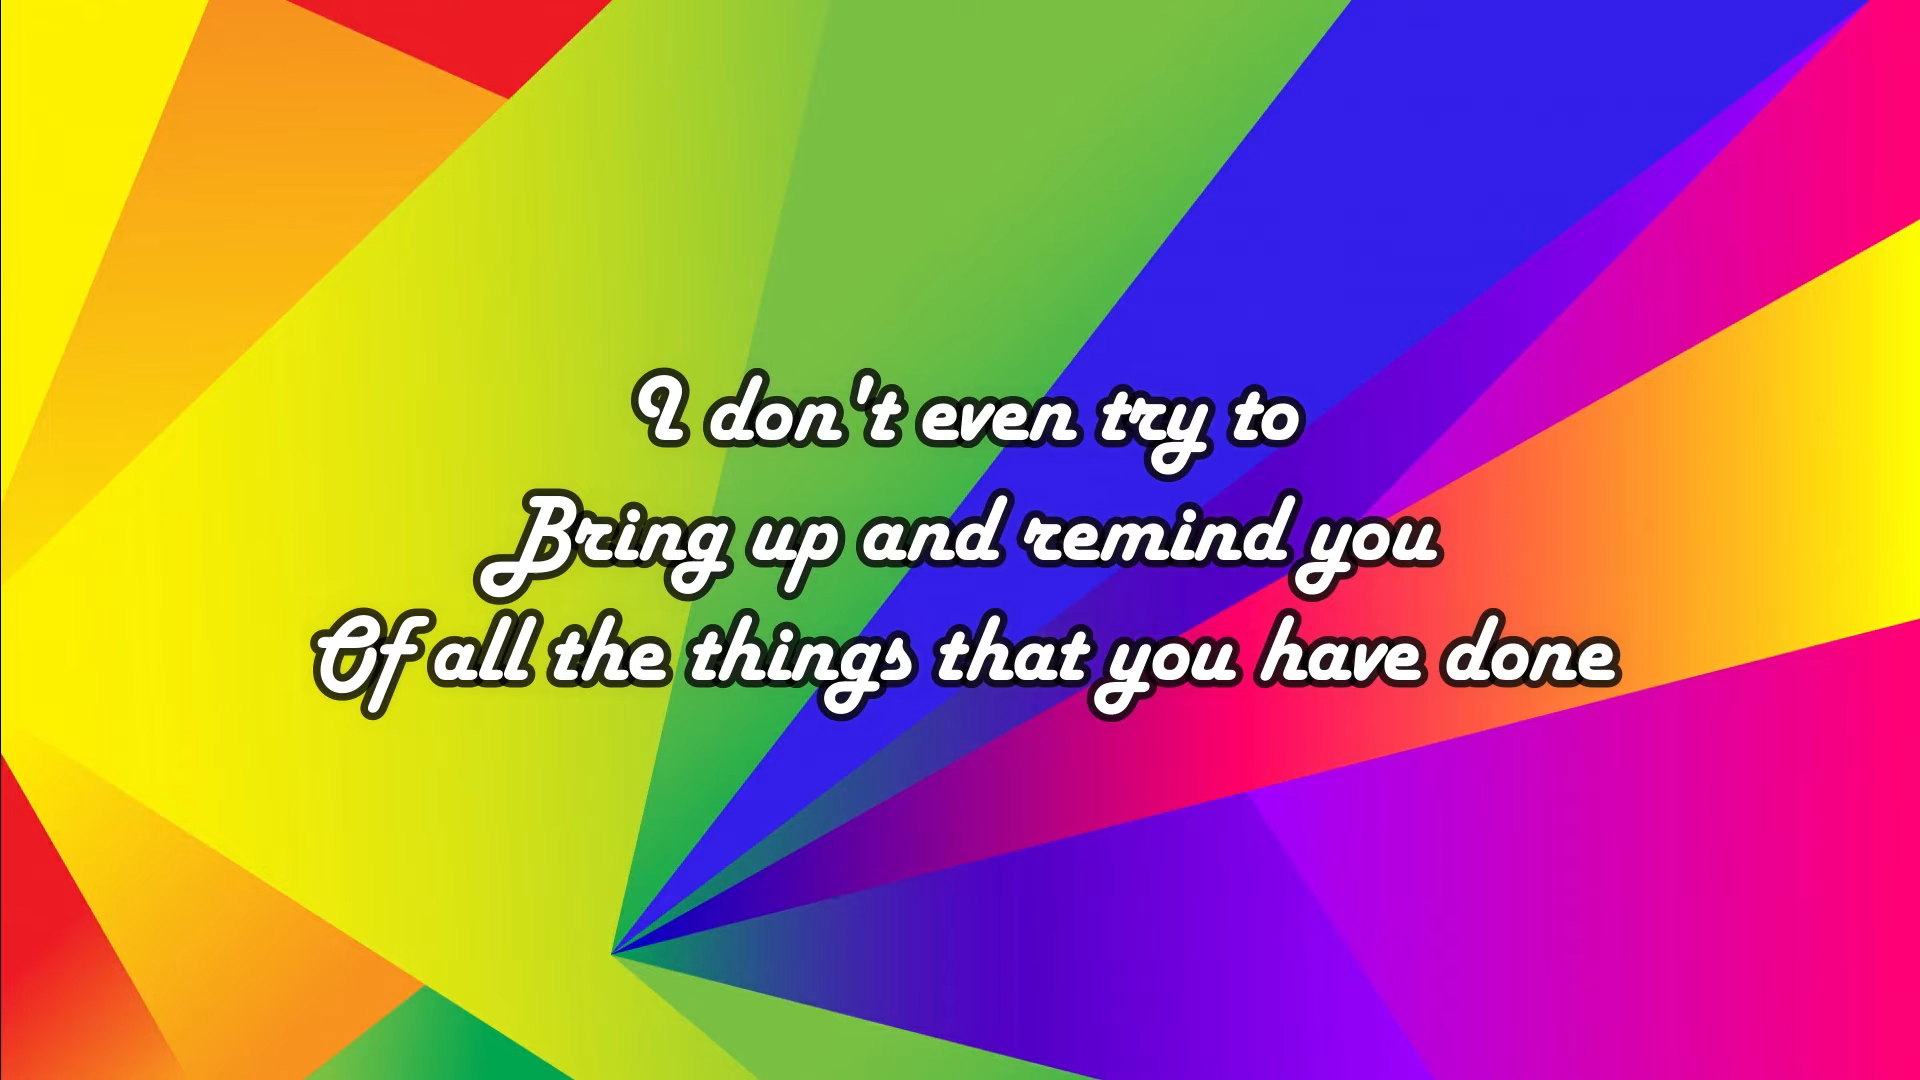 I don't even try to
Bring up and remind you
Of all the things that you have done